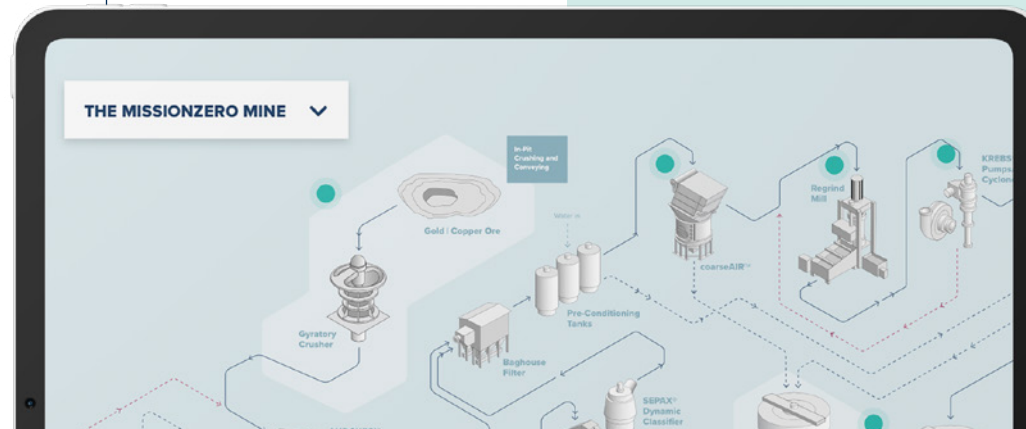 THE MISSIONZERO MINE
In-Pit
Crushing and
Conveying
Gold | Copper Ore
Water in
Gyratory
Crusher
Pre-Conditioning
Tanks
Baghouse
Filter
coarseAIR™
Regrind
Mill
KREBS
Pumps
SEPAX®
Dynamic
Classifier